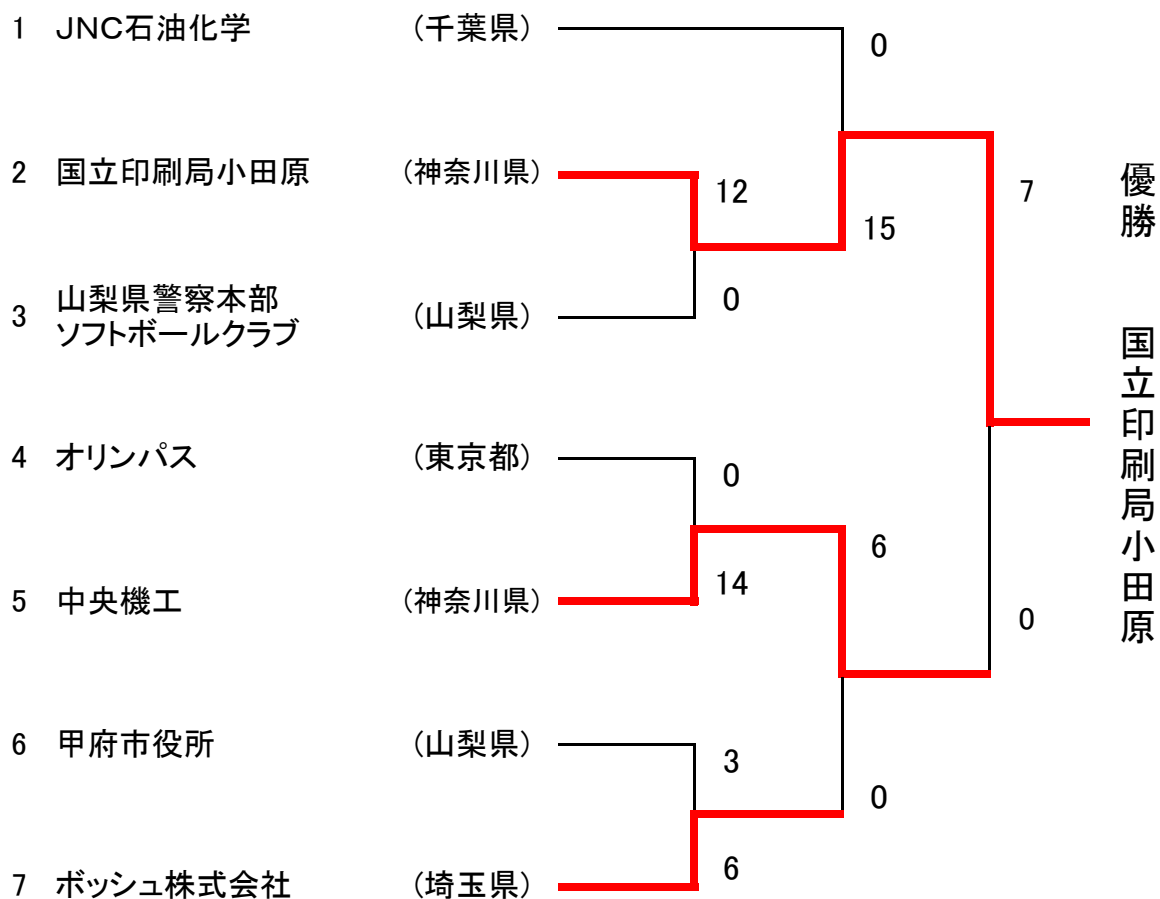 1 JNC石油化学 (千葉県)
0
2 国立印刷局小田原 (神奈川県)
12
15
7
3 山梨県警察本部
ソフトボールクラブ (山梨県)
0
4 オリンパス (東京都)
0
6
5 中央機工 (神奈川県)
14
0
6 甲府市役所 (山梨県)
3
0
7 ボッシュ株式会社 (埼玉県)
6
優勝
国立印刷局小田原